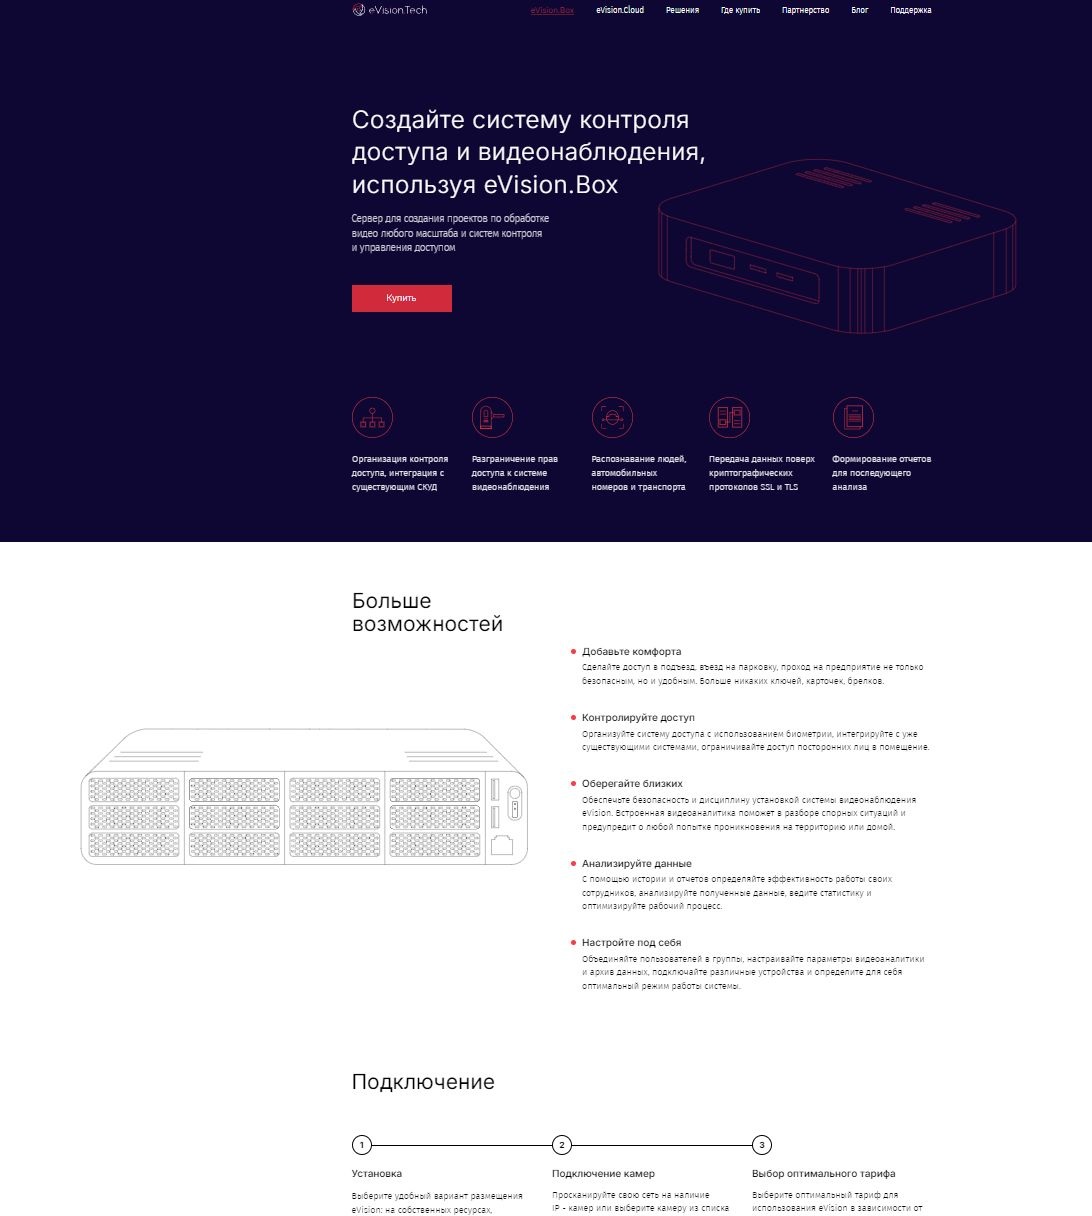 eVision.Tech
eVision.Box eVision.Cloud Решения Где купить Партнерство Блог Поддержка
Создайте систему контроля
доступа и видеонаблюдения,
используя eVision.Box
Сервер для создания проектов по обработке
видео любого масштаба и систем контроля
и управления доступом
Купить
Организация контроля
доступа, интеграция с
существующим СКУД
Разграничение прав
доступа к системе
видеонаблюдения
Распознавание людей,
автомобильных
номеров и транспорта
Передача данных поверх
криптографических
протоколов SSL и TLS
Формирование отчетов
для последующего
анализа
Больше
возможностей
Добавьте комфорта
Сделайте доступ в подъезд, въезд на парковку, проход на предприятие не только
безопасным, но и удобным. Больше никаких ключей, карточек, брелков.
Контролируйте доступ
Организуйте систему доступа с использованием биометрии, интегрируйте с уже
существующими системами, ограничивайте доступ посторонних лиц в помещение.
Оберегайте близких
Обеспечьте безопасность и дисциплину установкой системы видеонаблюдения
eVision. Встроенная видеоаналитика поможет в разборе спорных ситуаций и
предупредит о любой попытке проникновения на территорию или домой.
Анализируйте данные
С помощью истории и отчетов определяйте эффективность работы своих
сотрудников, анализируйте полученные данные, ведите статистику и
оптимизируйте рабочий процесс.
Настройте под себя
Объединяйте пользователей в группы, настраивайте параметры видеоаналитики
и архив данных, подключайте различные устройства и определите для себя
оптимальный режим работы системы.
Подключение
1
2
3
Установка
Выберите удобный вариант размещения
eVision: на собственных ресурсах,
Подключение камер
Просканируйте свою сеть на наличие
IP - камер или выберите камеру из списка
Выбор оптимального тарифа
Выберите оптимальный тариф для
использования eVision в зависимости от